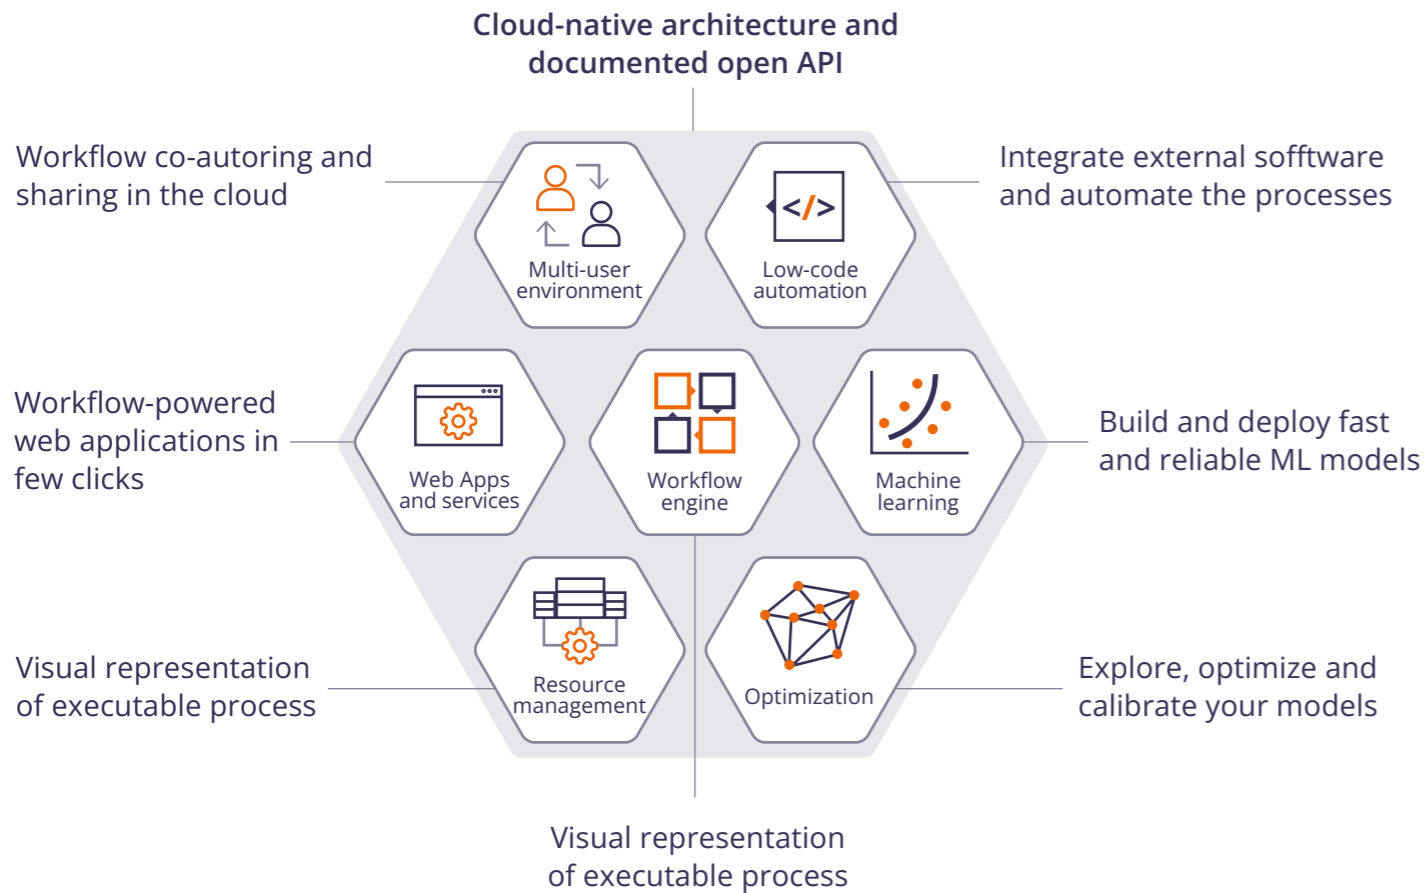 Cloud-native architecture and
documented open API
Workflow co-autoring and
sharing in the cloud
Multi-user
environment
Low-code
automation
Integrate external sofftware
and automate the processes
Workflow-powered
web applications in
few clicks
Web Apps
and services
Workflow
engine
Machine
learning
Build and deploy fast
and reliable ML models
Visual representation
of executable process
Resource
management
Optimization
Explore, optimize and
calibrate your models
Visual representation
of executable process